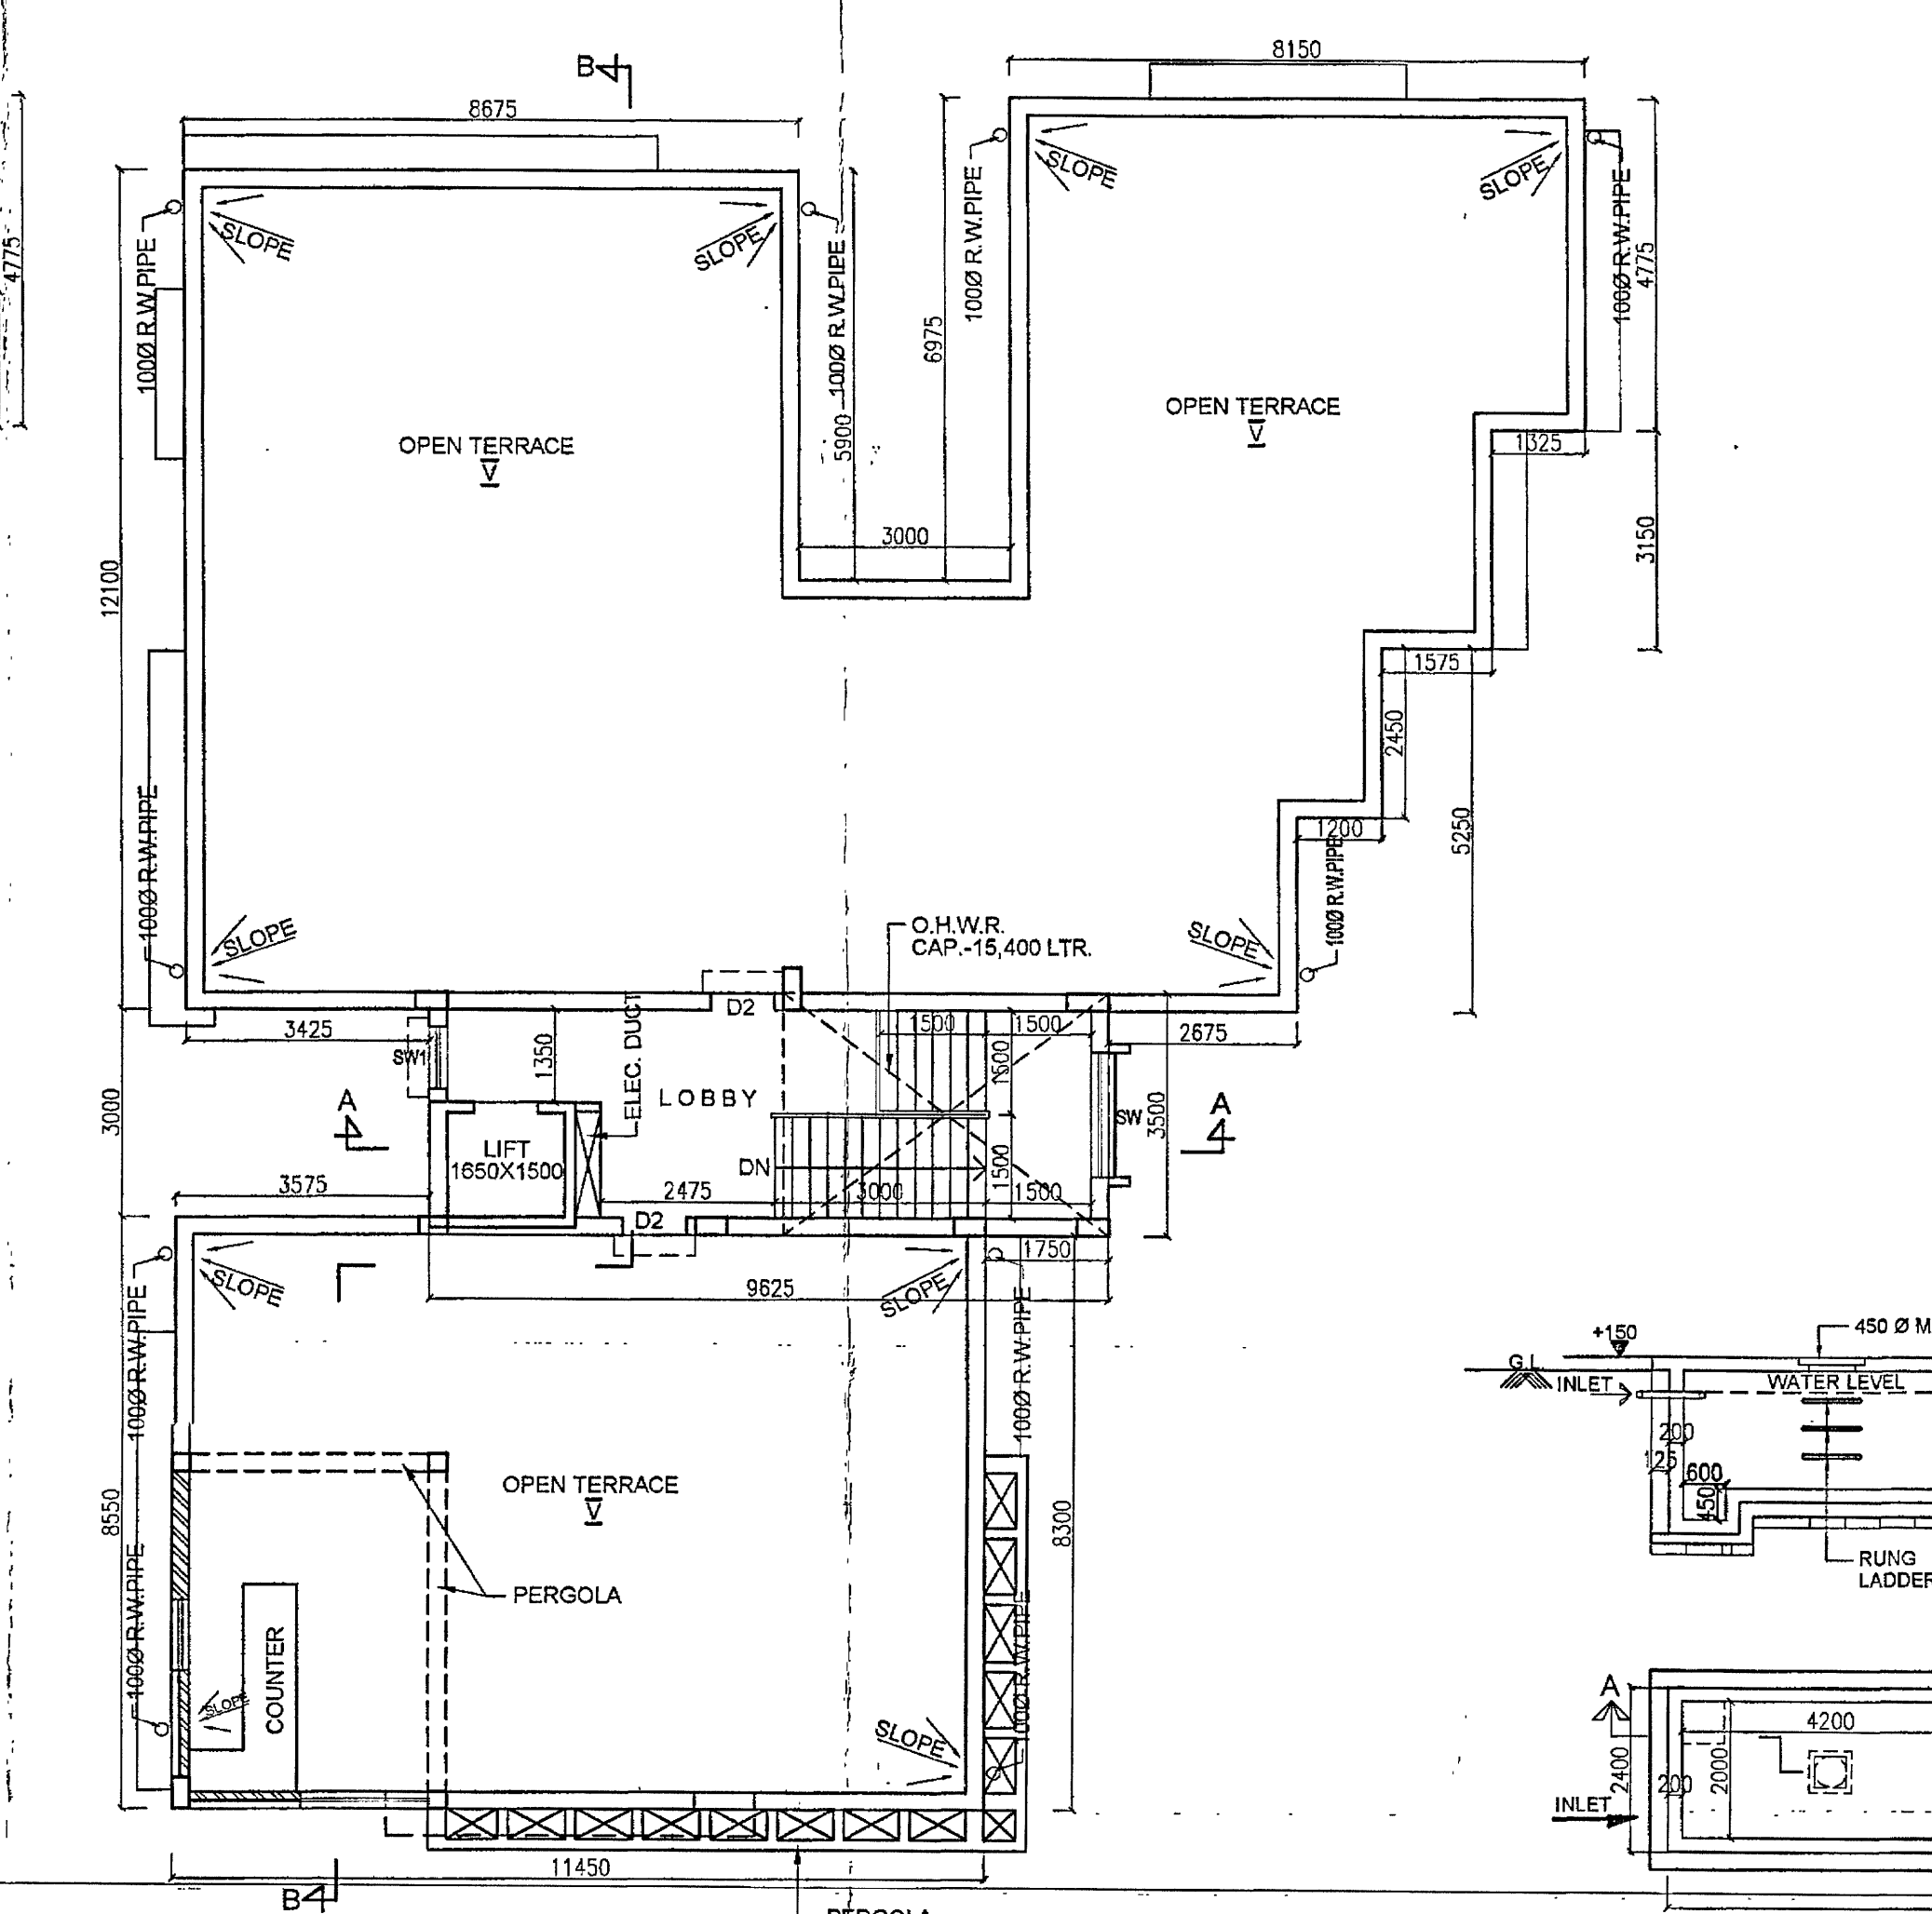 B
8150
8675
SLOPE
SLOPE
SLOPE
SLOPE
100Ø R.W.PIPE
100Ø R.W.PIPE
100Ø R.W.PIPE
100Ø R.W.PIPE
4775
4775
5900
6975
OPEN TERRACE
V
OPEN TERRACE
V
1325
3000
3150
12100
1575
2450
1200
5250
100Ø R.W.PIPE
100Ø R.W.PIPE
SLOPE
SLOPE
O.H.W.R.
CAP.-15,400 LTR.
D2
3425
SW1
1350
ELEC. DUCT
LOBBY
1500
1500
1500
2675
3000
A
A
SW
3500
LIFT
1650X1500
DN
1500
3575
2475
3000
1500
D2
1750
9625
SLOPE
SLOPE
100Ø R.W.PIPE
100Ø R.W.PIPE
+150
450 Ø M
G.L.
INLET
WATER LEVEL
200
125
600
450
RUNG
LADDER
OPEN TERRACE
V
8550
8300
PERGOLA
100Ø R.W.PIPE
100Ø R.W.PIPE
COUNTER
SLOPE
SLOPE
A
4200
2400
2000
200
INLET
11450
B
PERGOLA